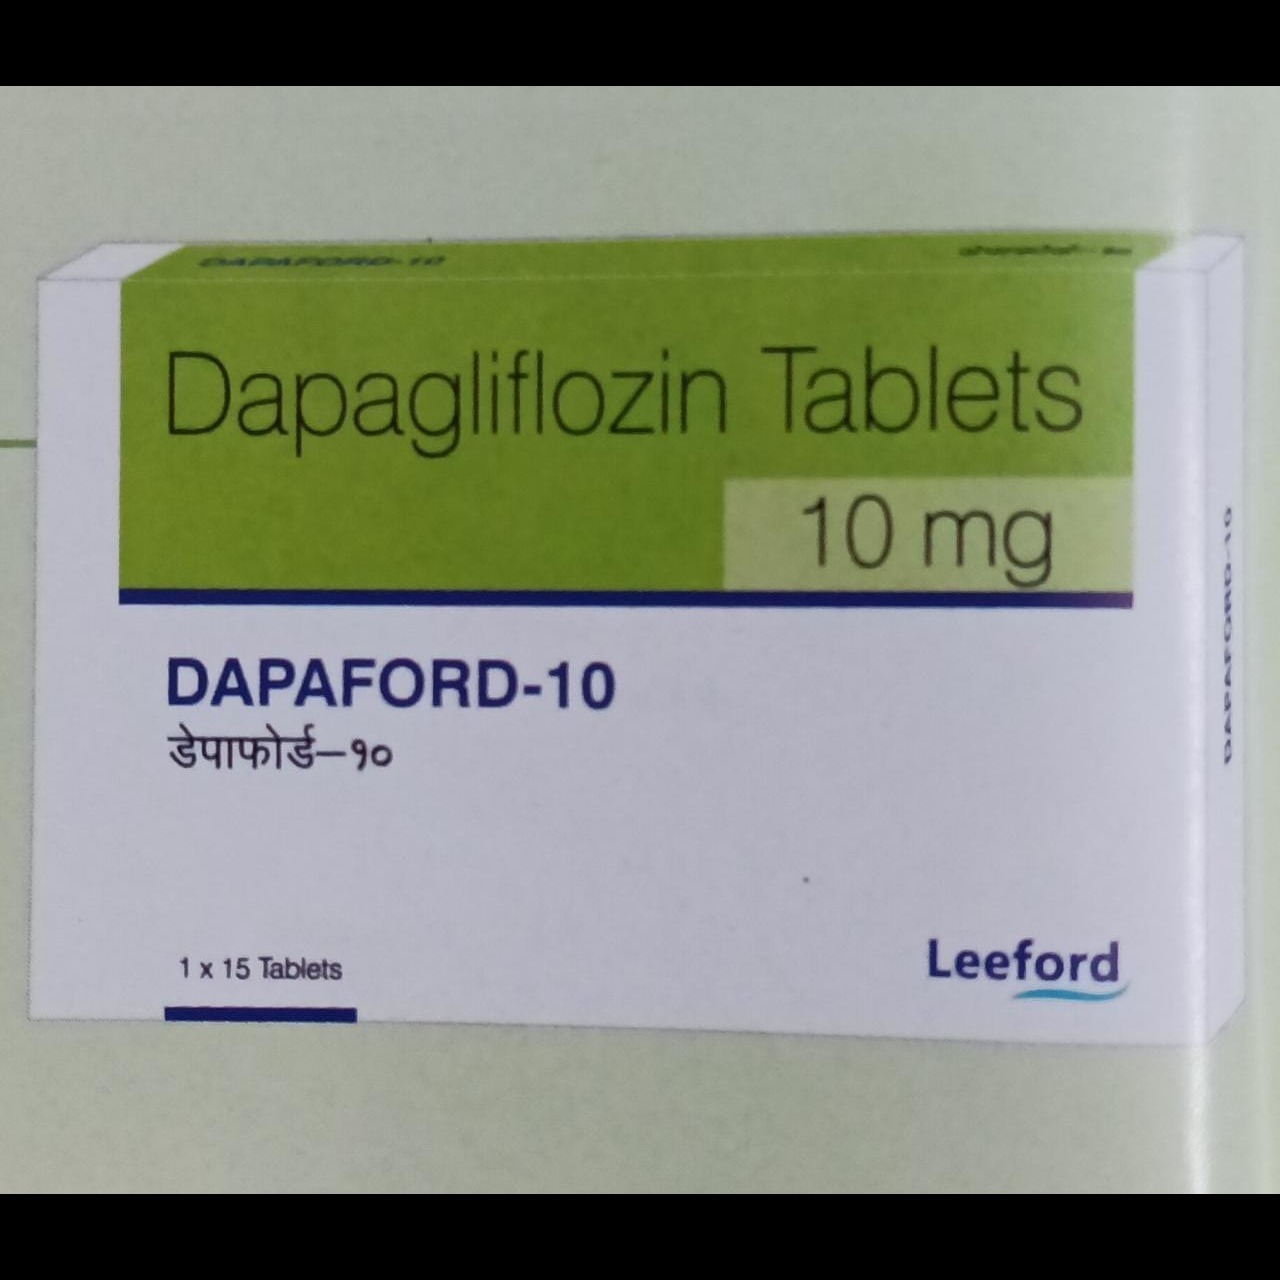 DAPAFORD-10
Dapagliflozin Tablets
10 mg
DAPAFORD-10
डेपाफोर्ड–१०
1 x 15 Tablets
Leeford
DAPAFORD-10